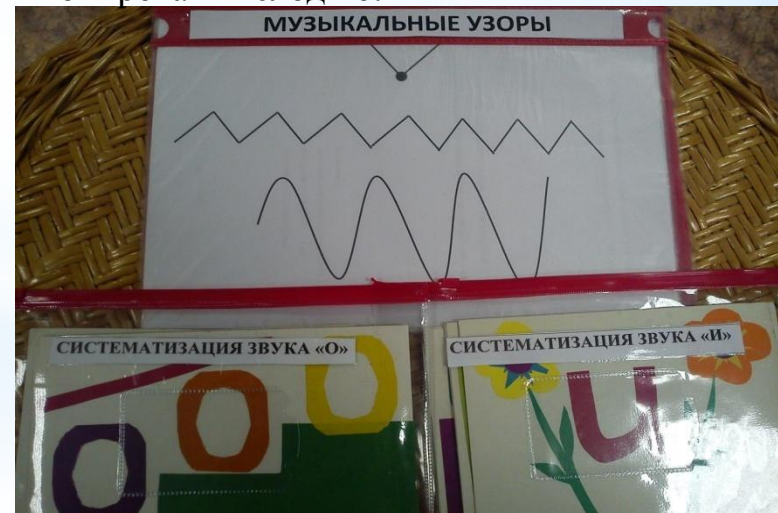 МУЗЫКАЛЬНЫЕ УЗОРЫ
СИСТЕМАТИЗАЦИЯ ЗВУКА «О»
СИСТЕМАТИЗАЦИЯ ЗВУКА «И»
О О О
И